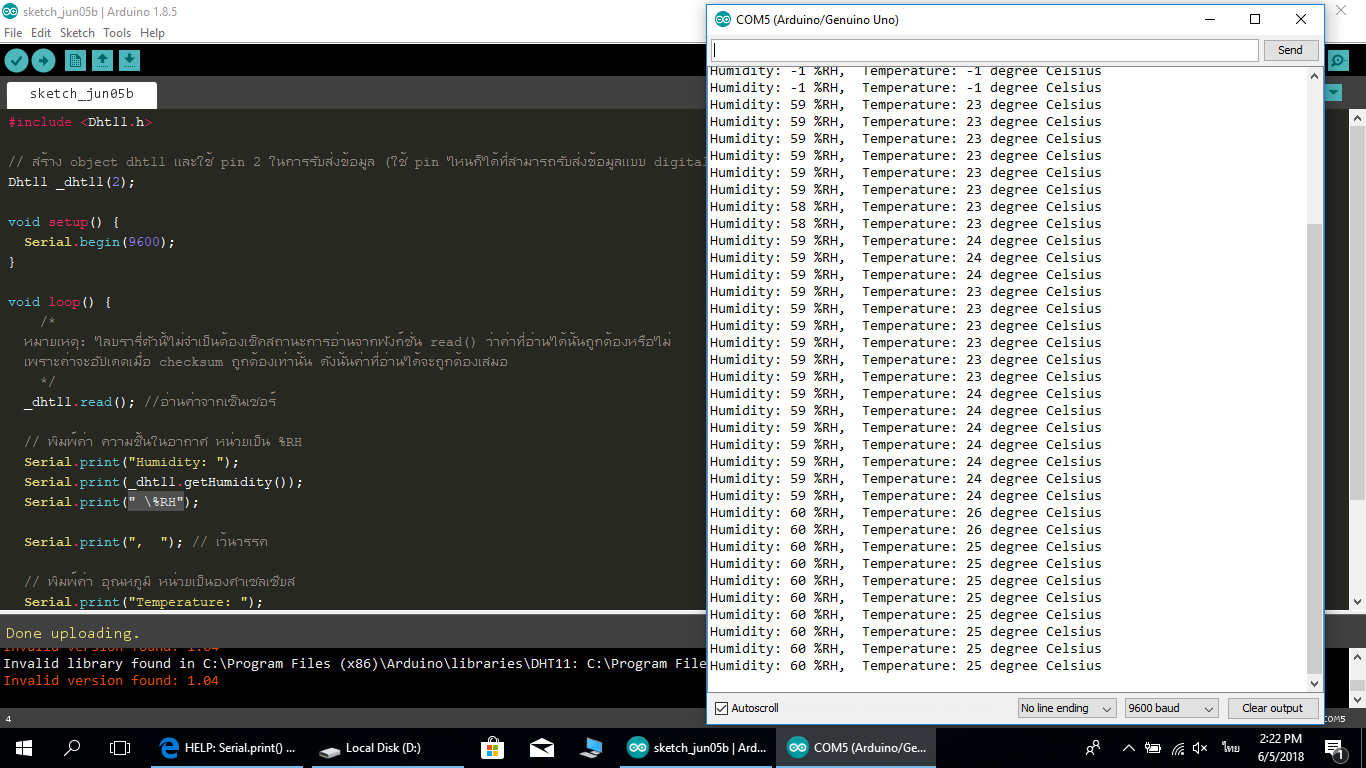 sketch_jun05b | Arduino 1.8.5
File Edit Sketch Tools Help
sketch_jun05b
#include <Dht11.h>
// สร้าง object dht11 และใช้ pin 2 ในการรับส่งข้อมูล (ใช้ pin ไหนก็ได้ที่สามารถรับส่งข้อมูลแบบ digital
Dht11 _dht11(2);
void setup() {
Serial.begin(9600);
}
void loop() {
/*
หมายเหตุ: ไลบรารี่ตัวนี้ไม่จำเป็นต้องเช็คสถานะการอ่านจากฟังก์ชั่น read() ว่าค่าที่อ่านได้นั้นถูกต้องหรือไม่
เพราะค่าจะอัปเดตเมื่อ checksum ถูกต้องเท่านั้น ดังนั้นค่าที่อ่านได้จะถูกต้องเสมอ
*/
_dht11.read(); //อ่านค่าจากเซ็นเซอร์
// พิมพ์ค่า ความชื้นในอากาศ หน่วยเป็น %RH
Serial.print("Humidity: ");
Serial.print(_dht11.getHumidity());
Serial.print(" \%RH");
Serial.print(",  "); // เว้นวรรค
// พิมพ์ค่า อุณหภูมิ หน่วยเป็นองศาเซลเซียส
Serial.print("Temperature: ");
Done uploading.
Invalid version found: 1.04
Invalid library found in C:\Program Files (x86)\Arduino\libraries\DHT11: C:\Program File
Invalid version found: 1.04
4
COM5 (Arduino/Genuino Uno)
Send
Humidity: -1 %RH,  Temperature: -1 degree Celsius
Humidity: -1 %RH,  Temperature: -1 degree Celsius
Humidity: 59 %RH,  Temperature: 23 degree Celsius
Humidity: 59 %RH,  Temperature: 23 degree Celsius
Humidity: 59 %RH,  Temperature: 23 degree Celsius
Humidity: 59 %RH,  Temperature: 23 degree Celsius
Humidity: 59 %RH,  Temperature: 23 degree Celsius
Humidity: 59 %RH,  Temperature: 23 degree Celsius
Humidity: 58 %RH,  Temperature: 23 degree Celsius
Humidity: 58 %RH,  Temperature: 23 degree Celsius
Humidity: 59 %RH,  Temperature: 24 degree Celsius
Humidity: 59 %RH,  Temperature: 24 degree Celsius
Humidity: 59 %RH,  Temperature: 24 degree Celsius
Humidity: 59 %RH,  Temperature: 23 degree Celsius
Humidity: 59 %RH,  Temperature: 23 degree Celsius
Humidity: 59 %RH,  Temperature: 23 degree Celsius
Humidity: 59 %RH,  Temperature: 23 degree Celsius
Humidity: 59 %RH,  Temperature: 23 degree Celsius
Humidity: 59 %RH,  Temperature: 23 degree Celsius
Humidity: 59 %RH,  Temperature: 24 degree Celsius
Humidity: 59 %RH,  Temperature: 24 degree Celsius
Humidity: 59 %RH,  Temperature: 24 degree Celsius
Humidity: 59 %RH,  Temperature: 24 degree Celsius
Humidity: 59 %RH,  Temperature: 24 degree Celsius
Humidity: 59 %RH,  Temperature: 24 degree Celsius
Humidity: 59 %RH,  Temperature: 24 degree Celsius
Humidity: 60 %RH,  Temperature: 26 degree Celsius
Humidity: 60 %RH,  Temperature: 26 degree Celsius
Humidity: 60 %RH,  Temperature: 25 degree Celsius
Humidity: 60 %RH,  Temperature: 25 degree Celsius
Humidity: 60 %RH,  Temperature: 25 degree Celsius
Humidity: 60 %RH,  Temperature: 25 degree Celsius
Humidity: 60 %RH,  Temperature: 25 degree Celsius
Humidity: 60 %RH,  Temperature: 25 degree Celsius
Humidity: 60 %RH,  Temperature: 25 degree Celsius
Humidity: 60 %RH,  Temperature: 25 degree Celsius
Autoscroll No line ending 9600 baud Clear output
COM5
HELP: Serial.print() ... Local Disk (D:) sketch_jun05b | Ard... COM5 (Arduino/Ge... ไทย 2:22 PM
6/5/2018 1